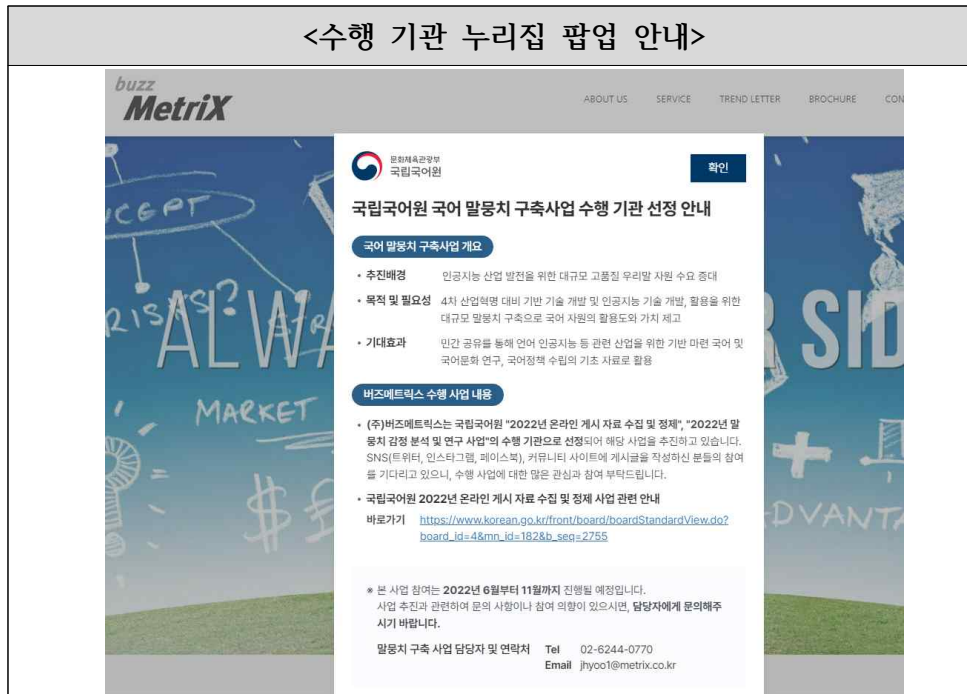 <수행 기관 누리집 팝업 안내>
buzz
MetriX
ABOUT US SERVICE TREND LETTER BROCHURE CON
문화체육관광부
국립국어원
확인
국립국어원 국어 말뭉치 구축사업 수행 기관 선정 안내
국어 말뭉치 구축사업 개요
• 추진배경 인공지능 산업 발전을 위한 대규모 고품질 우리말 자원 수요 증대
• 목적 및 필요성 4차 산업혁명 대비 기반 기술 개발 및 인공지능 기술 개발, 활용을 위한
대규모 말뭉치 구축으로 국어 자원의 활용도와 가치 제고
• 기대효과 민간 공유를 통해 언어 인공지능 등 관련 산업을 위한 기반 마련 국어 및
국어문화 연구, 국어정책 수립의 기초 자료로 활용
버즈메트릭스 수행 사업 내용
• (주)버즈메트릭스는 국립국어원 "2022년 온라인 게시 자료 수집 및 정제", "2022년 말
뭉치 감정 분석 및 연구 사업"의 수행 기관으로 선정되어 해당 사업을 추진하고 있습니다.
SNS(트위터, 인스타그램, 페이스북), 커뮤니티 사이트에 게시글을 작성하신 분들의 참여
를 기다리고 있으니, 수행 사업에 대한 많은 관심과 참여 부탁드립니다.
• 국립국어원 2022년 온라인 게시 자료 수집 및 정제 사업 관련 안내
바로가기 https://www.korean.go.kr/front/board/boardStandardView.do?
board_id=4&mn_id=182&b_seq=2755
※ 본 사업 참여는 2022년 6월부터 11월까지 진행될 예정입니다.
사업 추진과 관련하여 문의 사항이나 참여 의향이 있으시면, 담당자에게 문의해주
시기 바랍니다.
말뭉치 구축 사업 담당자 및 연락처 Tel 02-6244-0770
Email jhyoo1@metrix.co.kr
CEPT
RISKS?
ALWA
R SID
MARKET
DVANTA